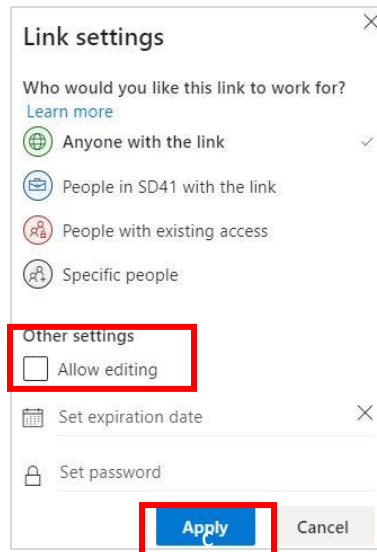 Link settings
Who would you like this link to work for?
Learn more
Anyone with the link
People in SD41 with the link
People with existing access
Specific people
Other settings
Allow editing
Set expiration date
Set password
Apply Cancel
C